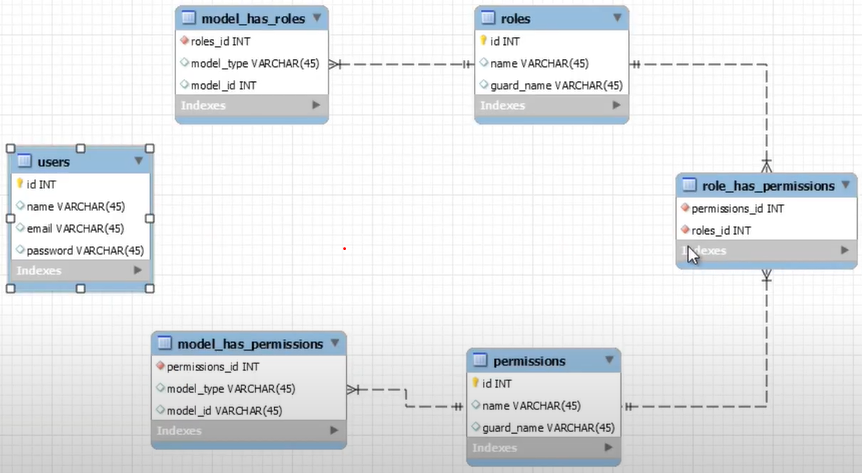 model_has_roles
roles_id INT
model_type VARCHAR(45)
model_id INT
Indexes
roles
id INT
name VARCHAR(45)
guard_name VARCHAR(45)
Indexes
users
id INT
name VARCHAR(45)
email VARCHAR(45)
password VARCHAR(45)
Indexes
role_has_permissions
permissions_id INT
roles_id INT
Indexes
model_has_permissions
permissions_id INT
model_type VARCHAR(45)
model_id VARCHAR(45)
Indexes
permissions
id INT
name VARCHAR(45)
guard_name VARCHAR(45)
Indexes